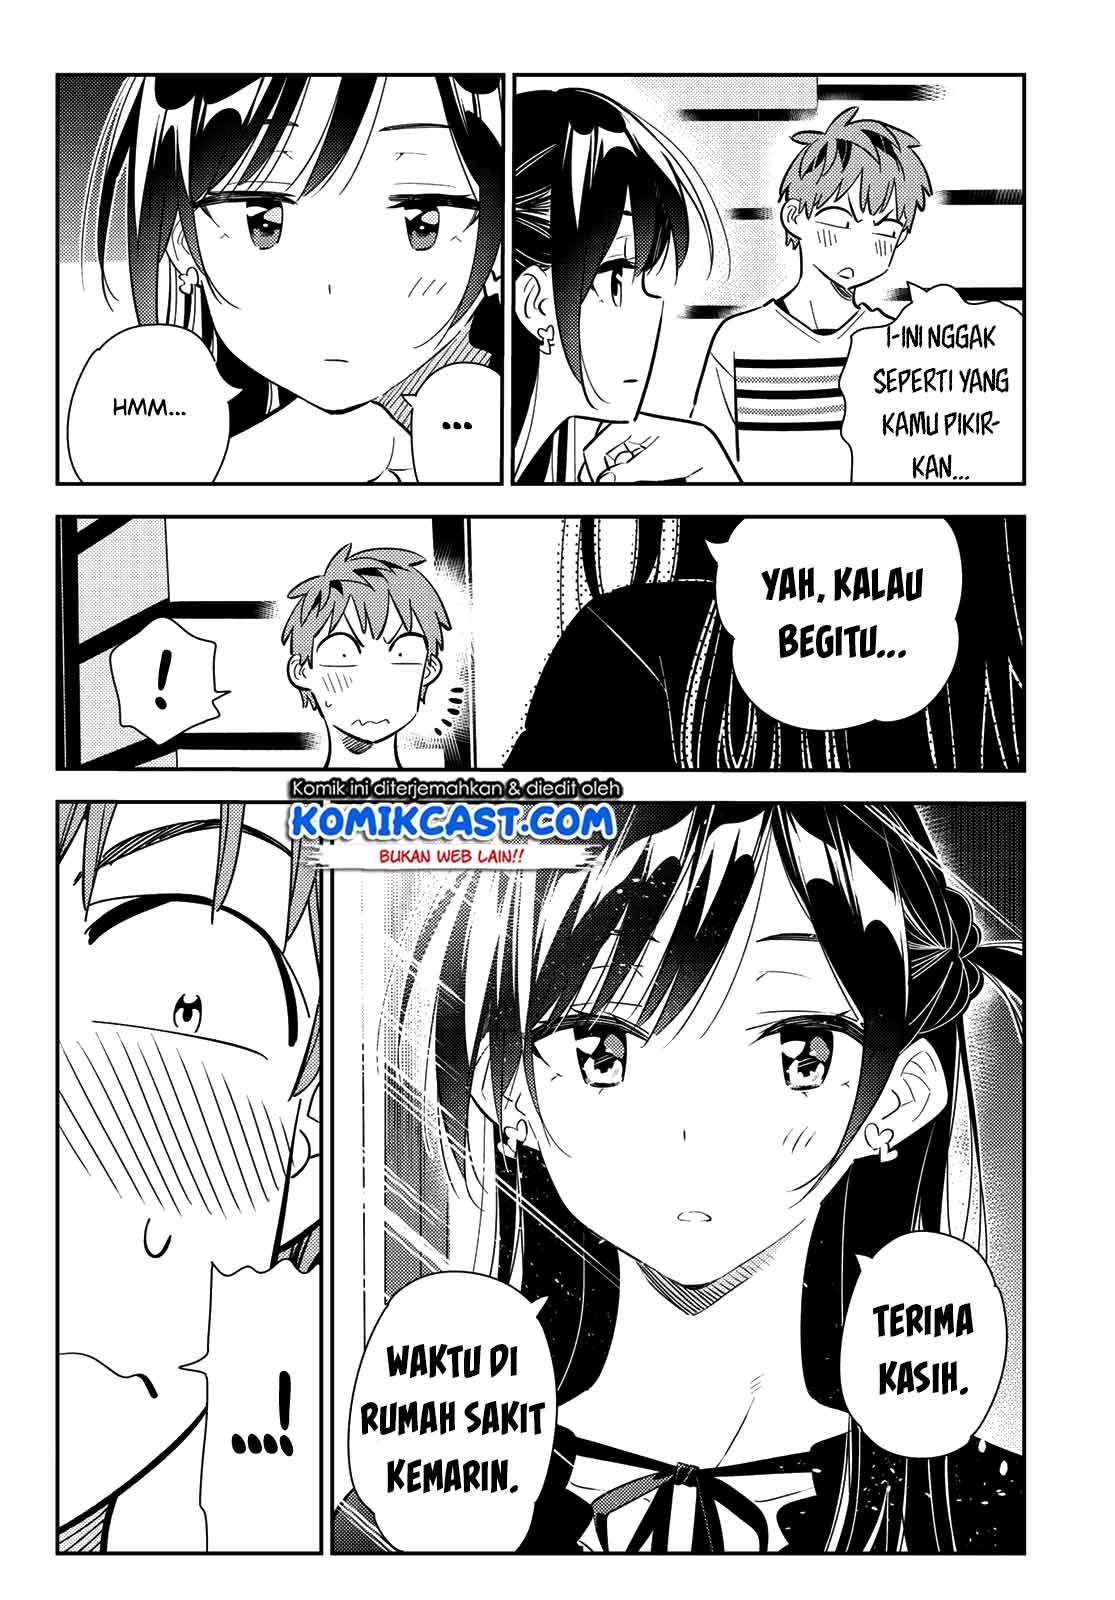 I-INI NGGAK
SEPERTI YANG
KAMU PIKIR-
KAN...
...
HMM...
YAH, KALAU
BEGITU...
!
Komik ini diterjemahkan & diedit oleh
KOMIKCAST.COM
BUKAN WEB LAIN!!
TERIMA
KASIH.
WAKTU DI
RUMAH SAKIT
KEMARIN.
....!